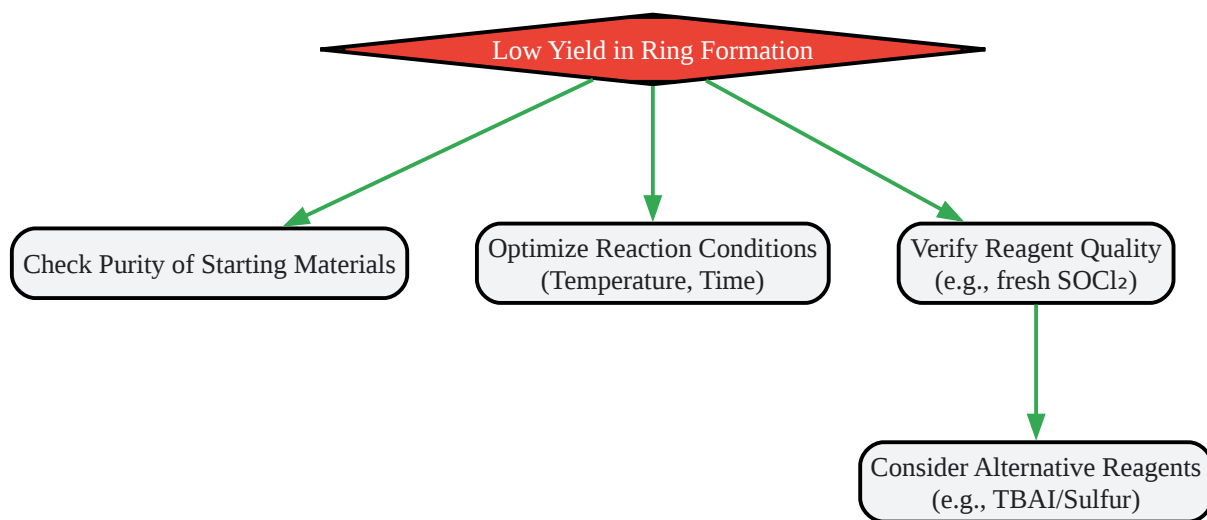 Low Yield in Ring Formation
Check Purity of Starting Materials
Optimize Reaction Conditions
(Temperature, Time)
Verify Reagent Quality
(e.g., fresh SOCl₂)
Consider Alternative Reagents
(e.g., TBAI/Sulfur)